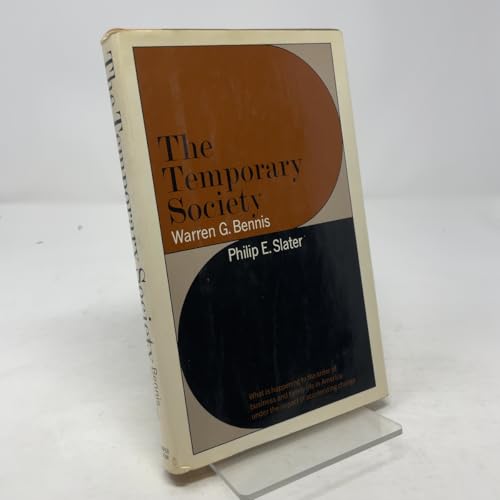 The
Temporary
Society
Warren G. Bennis
Philip E. Slater
What is happening to the order of
business and family life in America
under the impact of accelerating change
The Temporary Society
Bennis